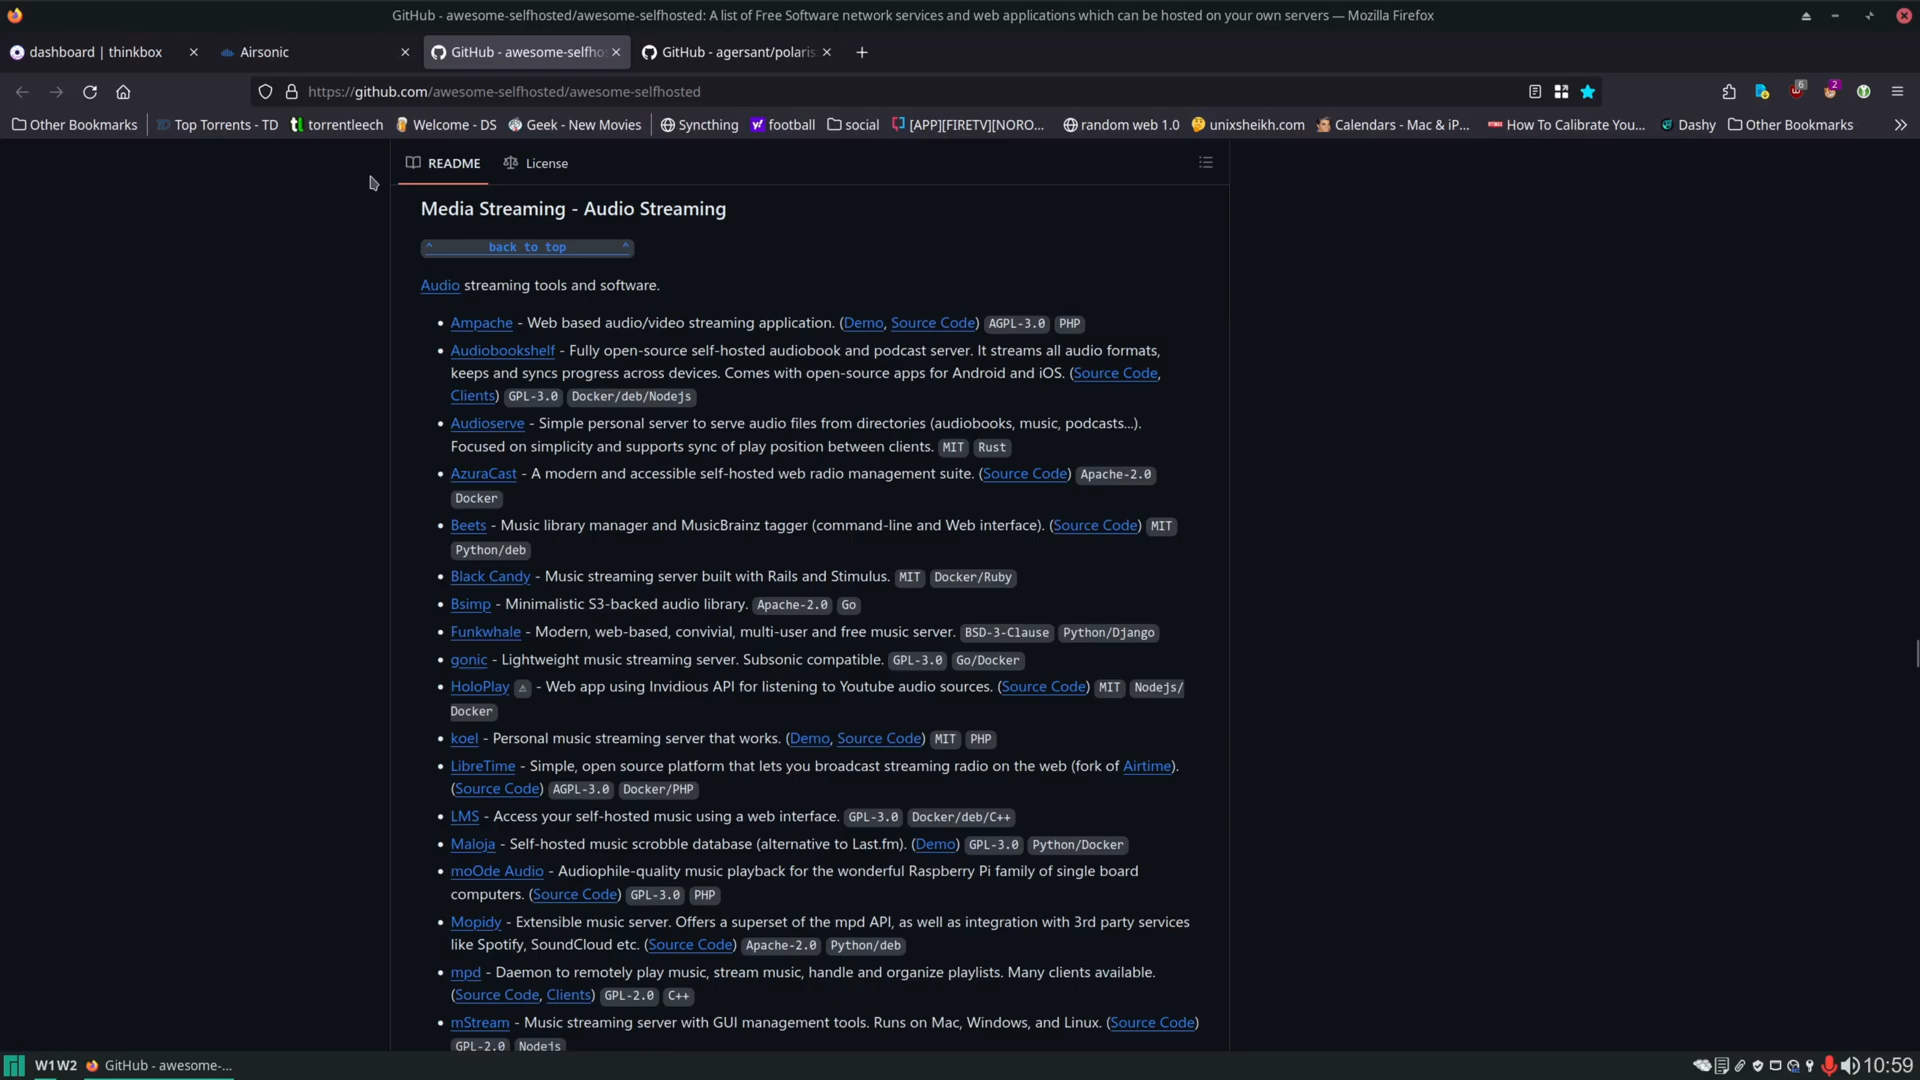 GitHub - awesome-selfhosted/awesome-selfhosted: A list of Free Software network services and web applications which can be hosted on your own servers — Mozilla Firefox
dashboard | thinkbox
Airsonic
GitHub - awesome-selfho
GitHub - agersant/polaris
https://github.com/awesome-selfhosted/awesome-selfhosted
6
2
Other Bookmarks
Top Torrents - TD
torrentleech
Welcome - DS
Geek - New Movies
Syncthing
football
social
[APP][FIRETV][NORO...
random web 1.0
unixsheikh.com
Calendars - Mac & iP...
How To Calibrate You...
Dashy
Other Bookmarks
README
License
Media Streaming - Audio Streaming
^ back to top ^
Audio streaming tools and software.
• Ampache - Web based audio/video streaming application. (Demo, Source Code) AGPL-3.0 PHP
• Audiobookshelf - Fully open-source self-hosted audiobook and podcast server. It streams all audio formats,
keeps and syncs progress across devices. Comes with open-source apps for Android and iOS. (Source Code,
Clients) GPL-3.0 Docker/deb/Nodejs
• Audioserve - Simple personal server to serve audio files from directories (audiobooks, music, podcasts...).
Focused on simplicity and supports sync of play position between clients. MIT Rust
• AzuraCast - A modern and accessible self-hosted web radio management suite. (Source Code) Apache-2.0
Docker
• Beets - Music library manager and MusicBrainz tagger (command-line and Web interface). (Source Code) MIT
Python/deb
• Black Candy - Music streaming server built with Rails and Stimulus. MIT Docker/Ruby
• Bsimp - Minimalistic S3-backed audio library. Apache-2.0 Go
• Funkwhale - Modern, web-based, convivial, multi-user and free music server. BSD-3-Clause Python/Django
• gonic - Lightweight music streaming server. Subsonic compatible. GPL-3.0 Go/Docker
• HoloPlay ⚠ - Web app using Invidious API for listening to Youtube audio sources. (Source Code) MIT Nodejs/
Docker
• koel - Personal music streaming server that works. (Demo, Source Code) MIT PHP
• LibreTime - Simple, open source platform that lets you broadcast streaming radio on the web (fork of Airtime).
(Source Code) AGPL-3.0 Docker/PHP
• LMS - Access your self-hosted music using a web interface. GPL-3.0 Docker/deb/C++
• Maloja - Self-hosted music scrobble database (alternative to Last.fm). (Demo) GPL-3.0 Python/Docker
• moOde Audio - Audiophile-quality music playback for the wonderful Raspberry Pi family of single board
computers. (Source Code) GPL-3.0 PHP
• Mopidy - Extensible music server. Offers a superset of the mpd API, as well as integration with 3rd party services
like Spotify, SoundCloud etc. (Source Code) Apache-2.0 Python/deb
• mpd - Daemon to remotely play music, stream music, handle and organize playlists. Many clients available.
(Source Code, Clients) GPL-2.0 C++
• mStream - Music streaming server with GUI management tools. Runs on Mac, Windows, and Linux. (Source Code)
GPL-2.0 Nodejs
W1W2
GitHub - awesome-...
10:59